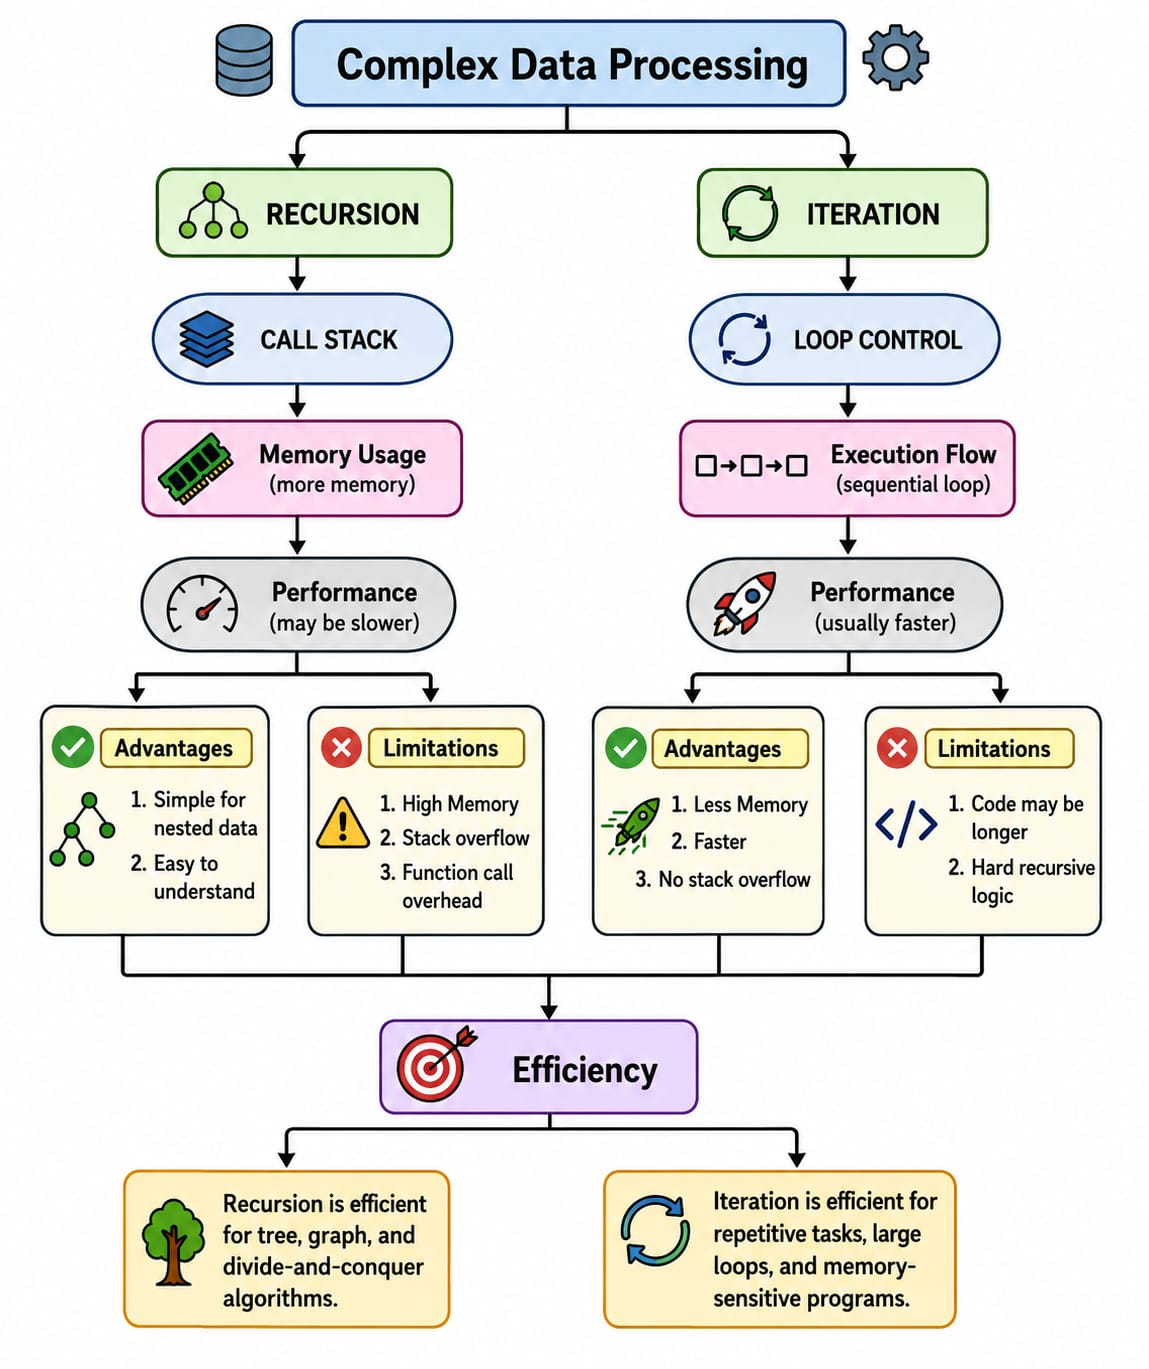 Complex Data Processing
RECURSION
ITERATION
CALL STACK
LOOP CONTROL
Memory Usage
(more memory)
Execution Flow
(sequential loop)
Performance
(may be slower)
Performance
(usually faster)
Advantages
1. Simple for
nested data
2. Easy to
understand
Limitations
1. High Memory
2. Stack overflow
3. Function call
overhead
Advantages
1. Less Memory
2. Faster
3. No stack overflow
Limitations
</>
1. Code may be
longer
2. Hard recursive
logic
Efficiency
Recursion is efficient
for tree, graph, and
divide-and-conquer
algorithms.
Iteration is efficient for
repetitive tasks, large
loops, and memory-
sensitive programs.